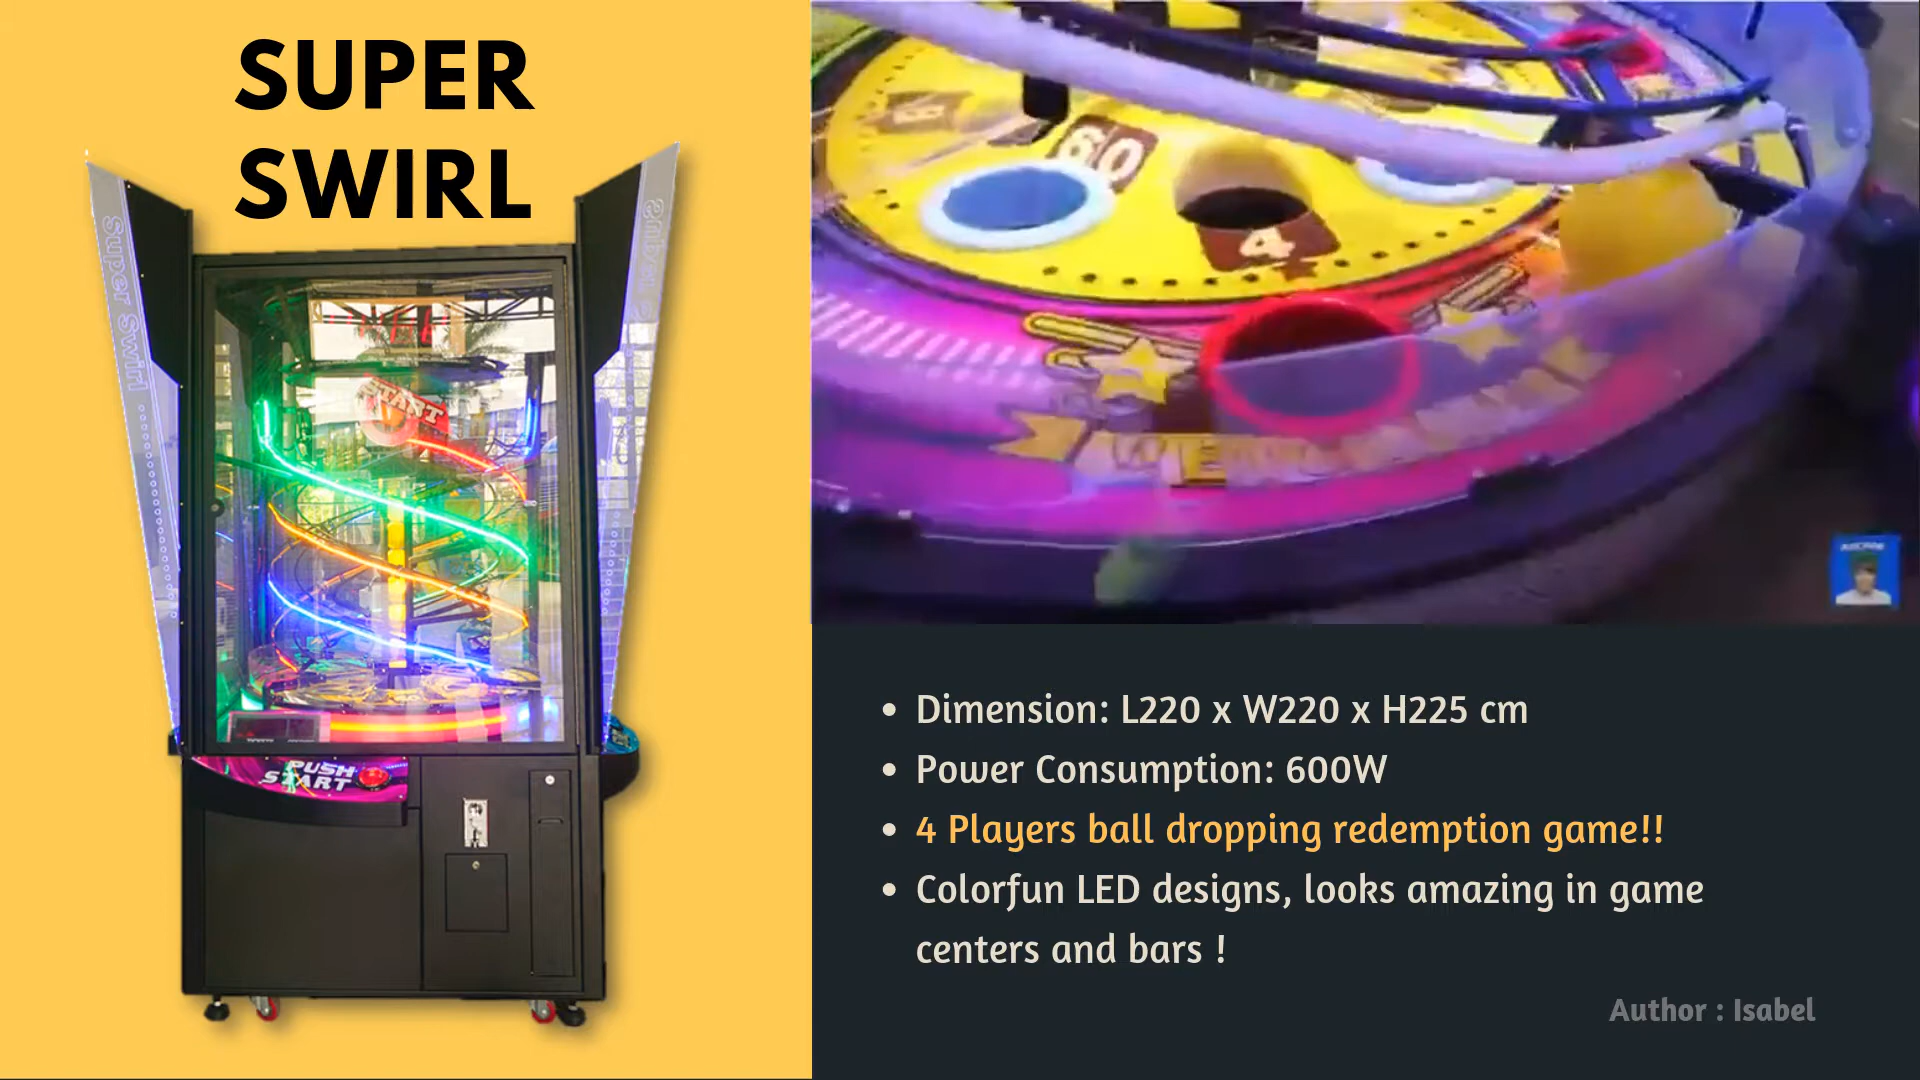 SUPER
SWIRL
Super Swirl
START
PUSH
START
60
4
• Dimension: L220 x W220 x H225 cm
• Power Consumption: 600W
• 4 Players ball dropping redemption game!!
• Colorfun LED designs, looks amazing in game
centers and bars !
Author : Isabel